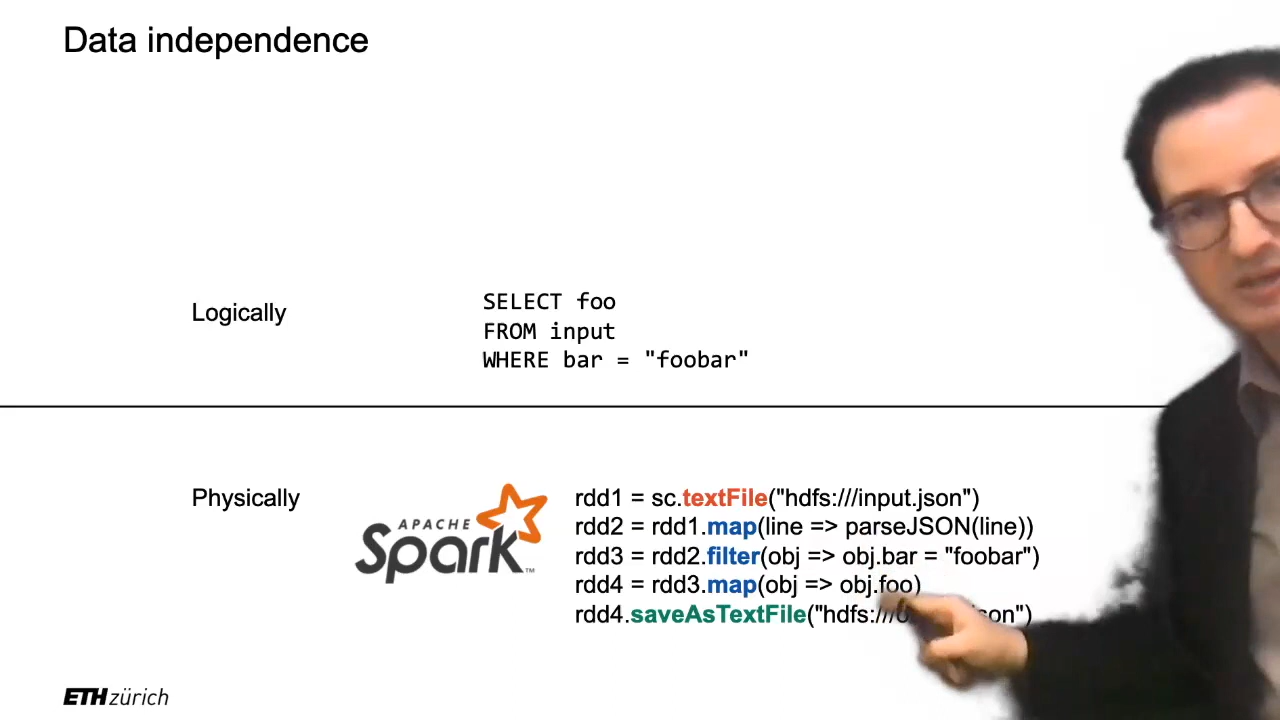 Data independence
Logically
SELECT foo
FROM input
WHERE bar = "foobar"
Physically
APACHE
Spark™
rdd1 = sc.textFile("hdfs:///input.json")
rdd2 = rdd1.map(line => parseJSON(line))
rdd3 = rdd2.filter(obj => obj.bar = "foobar")
rdd4 = rdd3.map(obj => obj.foo)
rdd4.saveAsTextFile("hdfs:///
ETH zürich